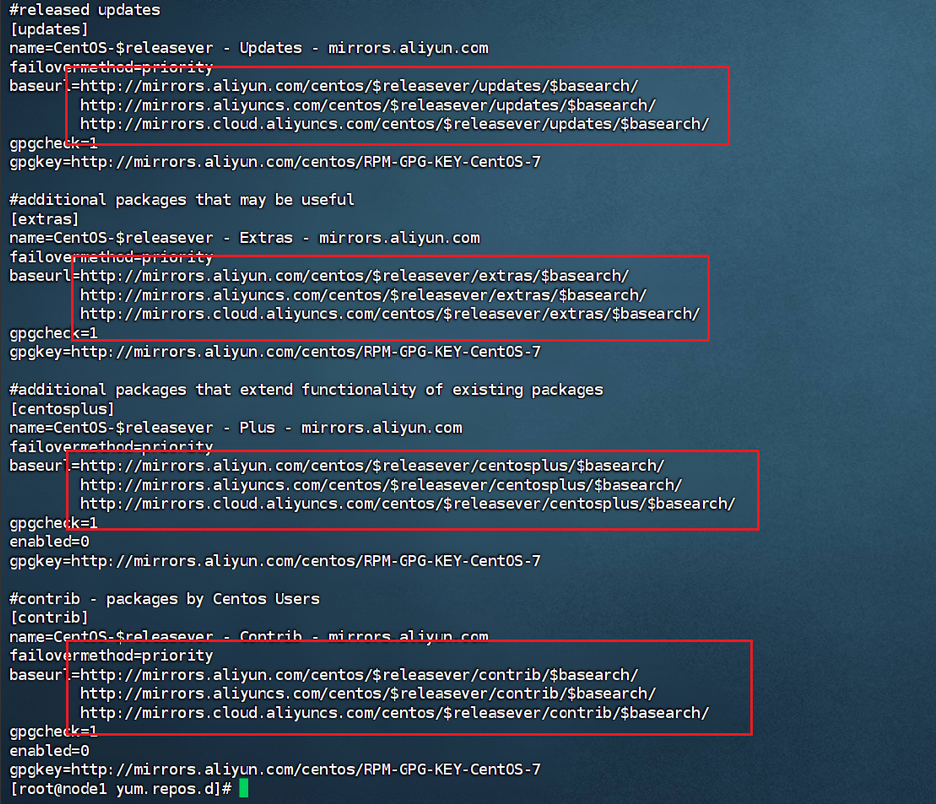 #released updates
[updates]
name=CentOS-$releasever - Updates - mirrors.aliyun.com
failovermethod=priority
baseurl=http://mirrors.aliyun.com/centos/$releasever/updates/$basearch/
        http://mirrors.aliyuncs.com/centos/$releasever/updates/$basearch/
        http://mirrors.cloud.aliyuncs.com/centos/$releasever/updates/$basearch/
gpgcheck=1
gpgkey=http://mirrors.aliyun.com/centos/RPM-GPG-KEY-CentOS-7

#additional packages that may be useful
[extras]
name=CentOS-$releasever - Extras - mirrors.aliyun.com
failovermethod=priority
baseurl=http://mirrors.aliyun.com/centos/$releasever/extras/$basearch/
        http://mirrors.aliyuncs.com/centos/$releasever/extras/$basearch/
        http://mirrors.cloud.aliyuncs.com/centos/$releasever/extras/$basearch/
gpgcheck=1
gpgkey=http://mirrors.aliyun.com/centos/RPM-GPG-KEY-CentOS-7

#additional packages that extend functionality of existing packages
[centosplus]
name=CentOS-$releasever - Plus - mirrors.aliyun.com
failovermethod=priority
baseurl=http://mirrors.aliyun.com/centos/$releasever/centosplus/$basearch/
        http://mirrors.aliyuncs.com/centos/$releasever/centosplus/$basearch/
        http://mirrors.cloud.aliyuncs.com/centos/$releasever/centosplus/$basearch/
gpgcheck=1
enabled=0
gpgkey=http://mirrors.aliyun.com/centos/RPM-GPG-KEY-CentOS-7

#contrib - packages by Centos Users
[contrib]
name=CentOS-$releasever - Contrib - mirrors.aliyun.com
failovermethod=priority
baseurl=http://mirrors.aliyun.com/centos/$releasever/contrib/$basearch/
        http://mirrors.aliyuncs.com/centos/$releasever/contrib/$basearch/
        http://mirrors.cloud.aliyuncs.com/centos/$releasever/contrib/$basearch/
gpgcheck=1
enabled=0
gpgkey=http://mirrors.aliyun.com/centos/RPM-GPG-KEY-CentOS-7
[root@node1 yum.repos.d]#